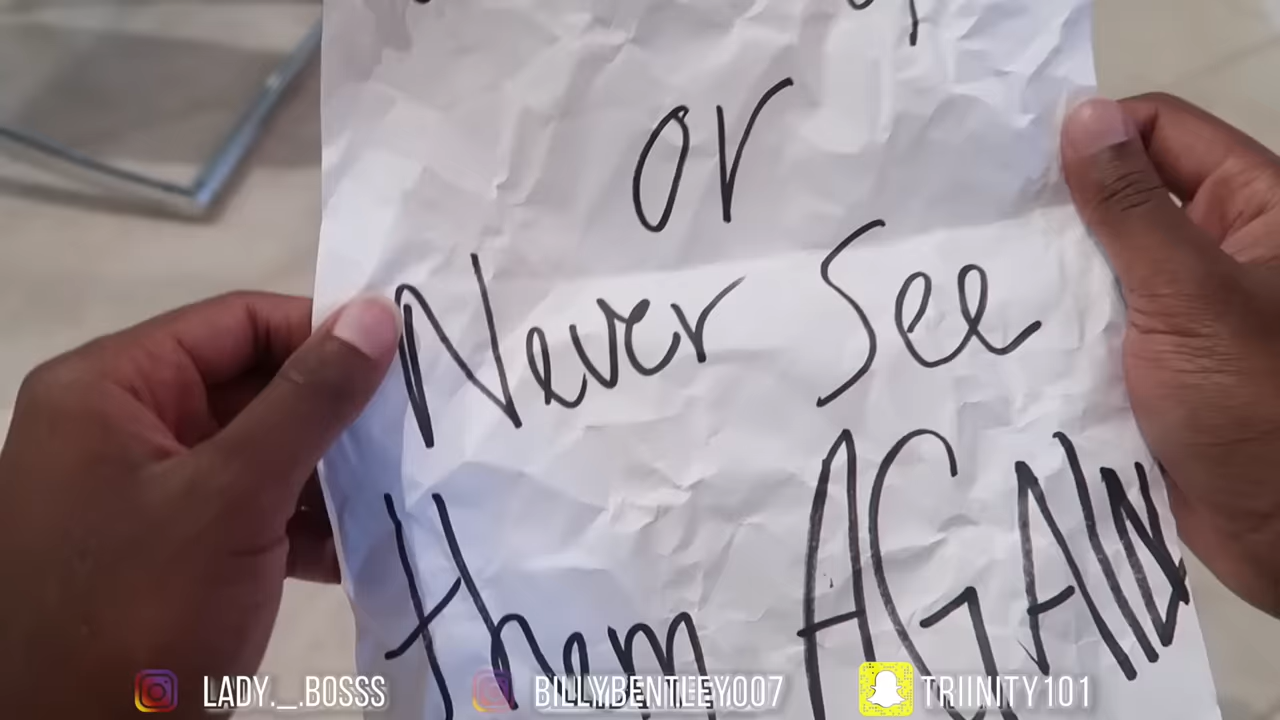 or
Never See
them AGAIN
LADY._.BOSSS BILLYBENTLEY007 TRIINITY101